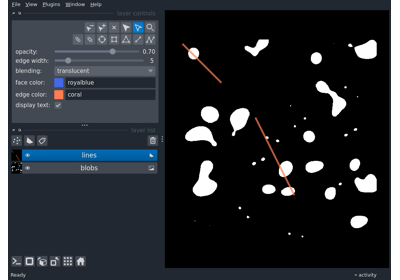 File View Plugins Window Help
layer controls
opacity: 0.70
edge width: 5
blending: translucent
face color: royalblue
edge color: coral
display text:
layer list
lines
blobs
Ready
activity